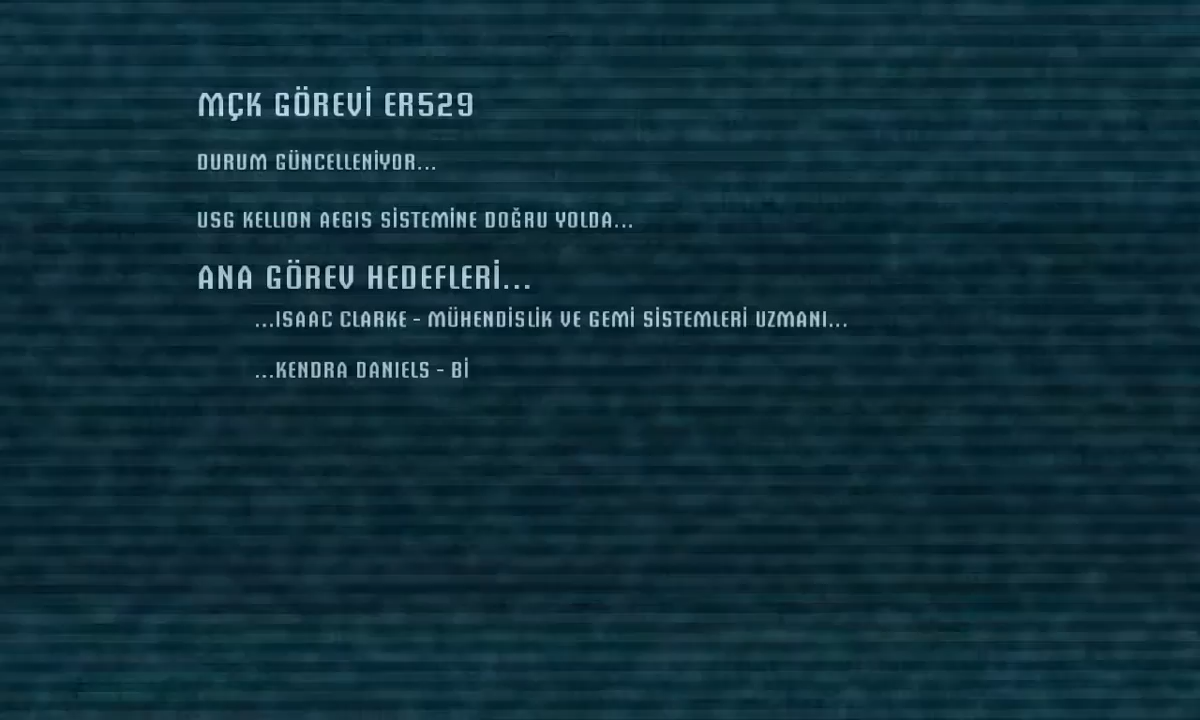 MÇK GÖREVİ ER529
DURUM GÜNCELLENİYOR...
USG KELLION AEGIS SİSTEMİNE DOĞRU YOLDA...
ANA GÖREV HEDEFLERİ...
...ISAAC CLARKE - MÜHENDİSLİK VE GEMİ SİSTEMLERİ UZMANI...
...KENDRA DANIELS - Bİ